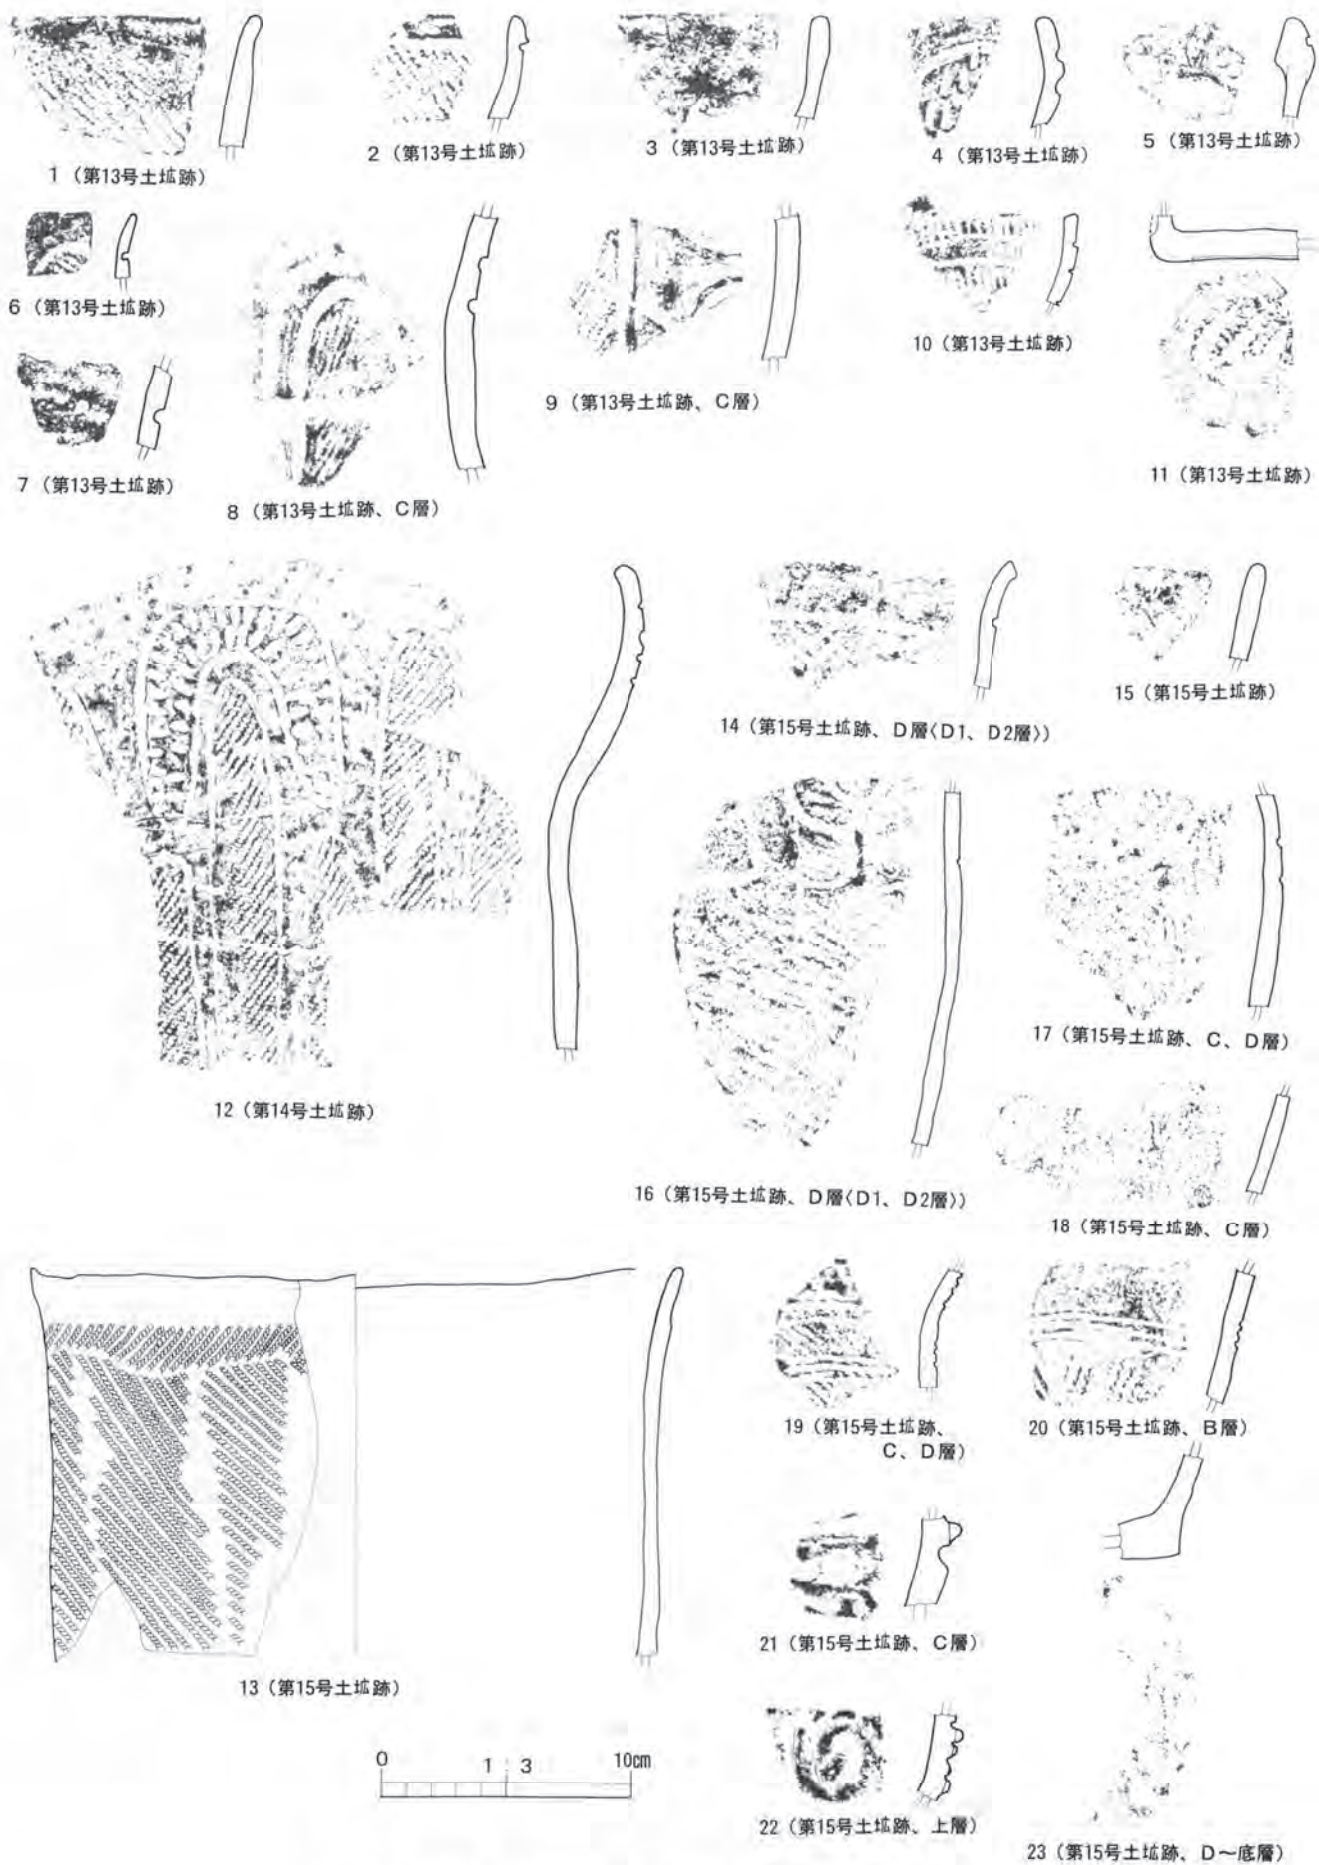 1（第13号土坑跡）
2（第13号土坑跡）
3（第13号土坑跡）
4（第13号土坑跡）
5（第13号土坑跡）
6（第13号土坑跡）
7（第13号土坑跡）
8（第13号土坑跡、C層）
9（第13号土坑跡、C層）
10（第13号土坑跡）
11（第13号土坑跡）
12（第14号土坑跡）
14（第15号土坑跡、D層〈D1、D2層〉）
15（第15号土坑跡）
16（第15号土坑跡、D層〈D1、D2層〉）
17（第15号土坑跡、C、D層）
18（第15号土坑跡、C層）
13（第15号土坑跡）
19（第15号土坑跡、
C、D層）
20（第15号土坑跡、B層）
21（第15号土坑跡、C層）
22（第15号土坑跡、上層）
23（第15号土坑跡、D～底層）
0 1:3 10cm